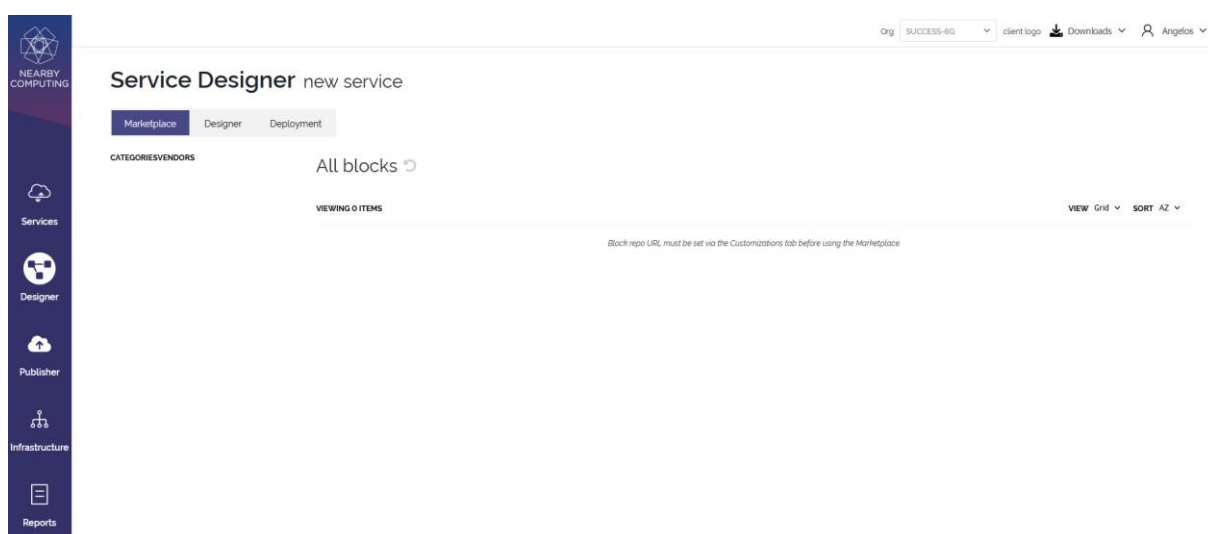 Org SUCCESS-6G client logo Downloads Angelos
NEARBY
COMPUTING
Service Designer new service
Marketplace Designer Deployment
CATEGORIESVENDORS
All blocks
VIEWING 0 ITEMS VIEW Grid SORT AZ
Block repo URL must be set via the Customizations tab before using the Marketplace
Services
Designer
Publisher
Infrastructure
Reports